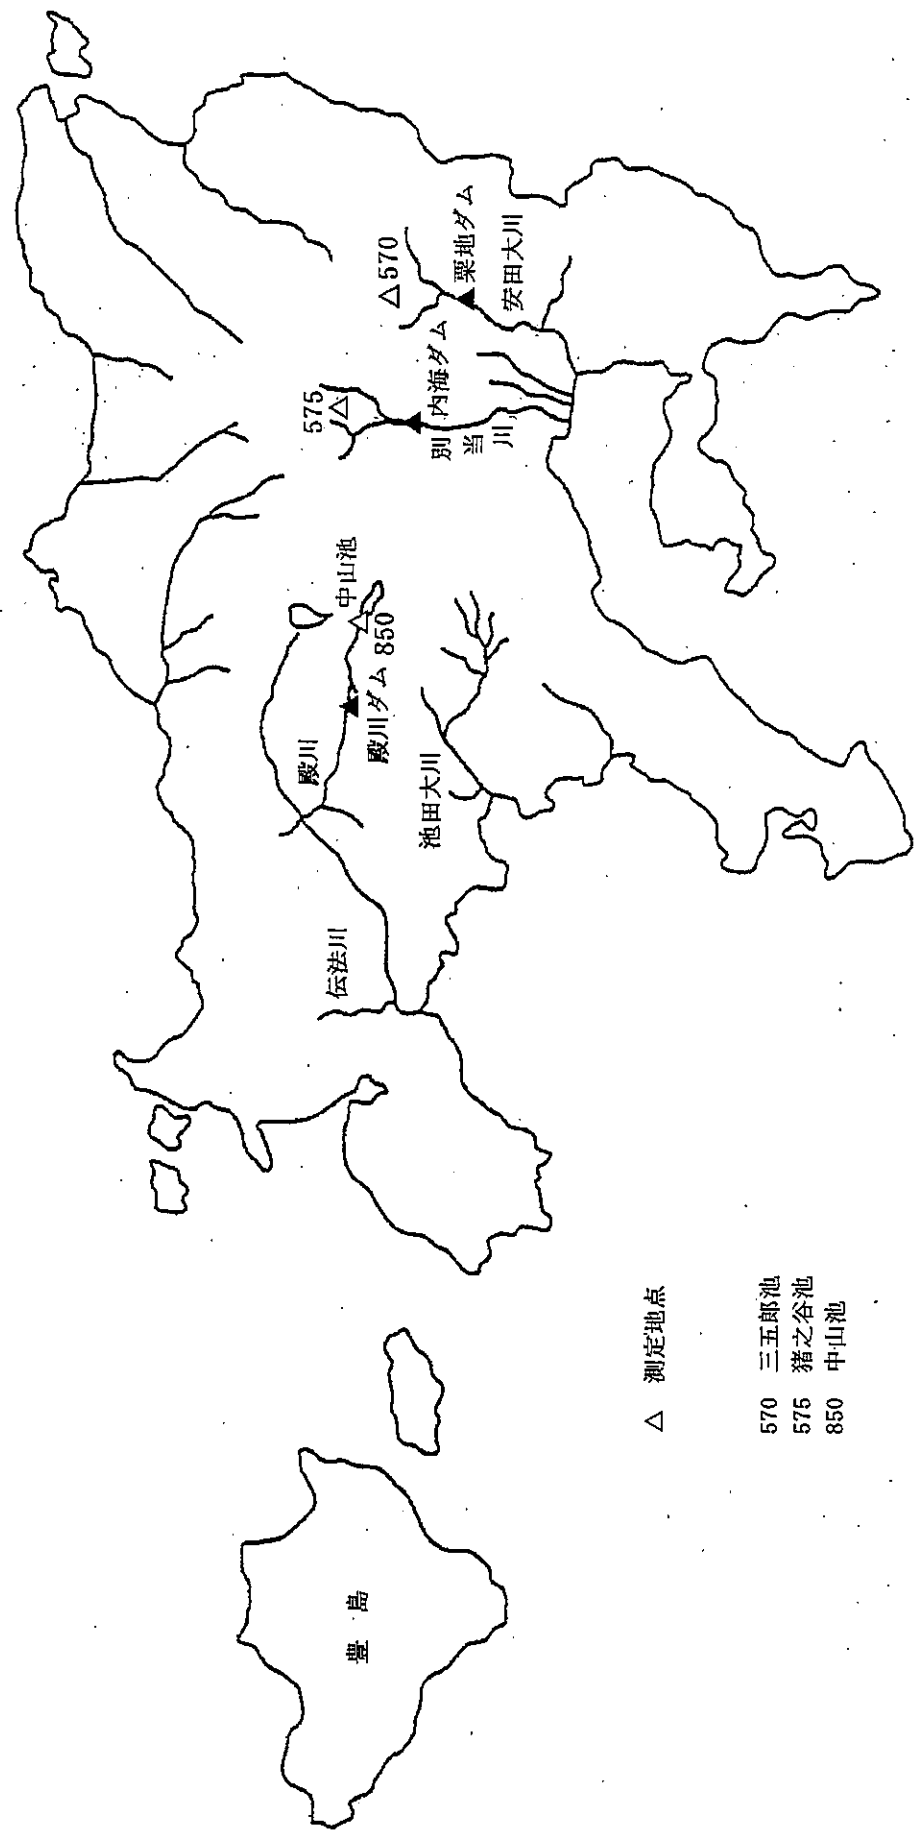 豊島
伝法川
殿川
中山池
850
殿川ダム
池田大川
575
内海ダム
別当川
570
粟地ダム
安田大川
△ 測定地点
570 三五郎池
575 猪之谷池
850 中山池